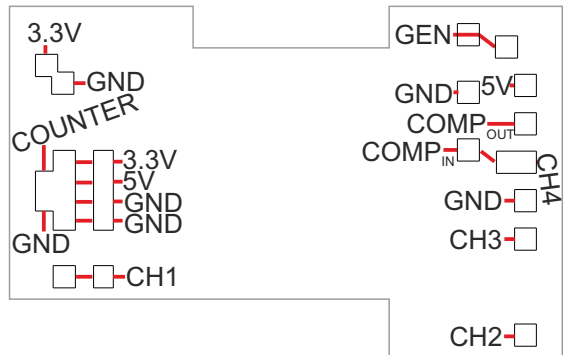 3.3V
GND
COUNTER
3.3V
5V
GND
GND
GND
CH1
GEN
GND 5V
COMP OUT
COMP IN
CH4
GND
CH3
CH2